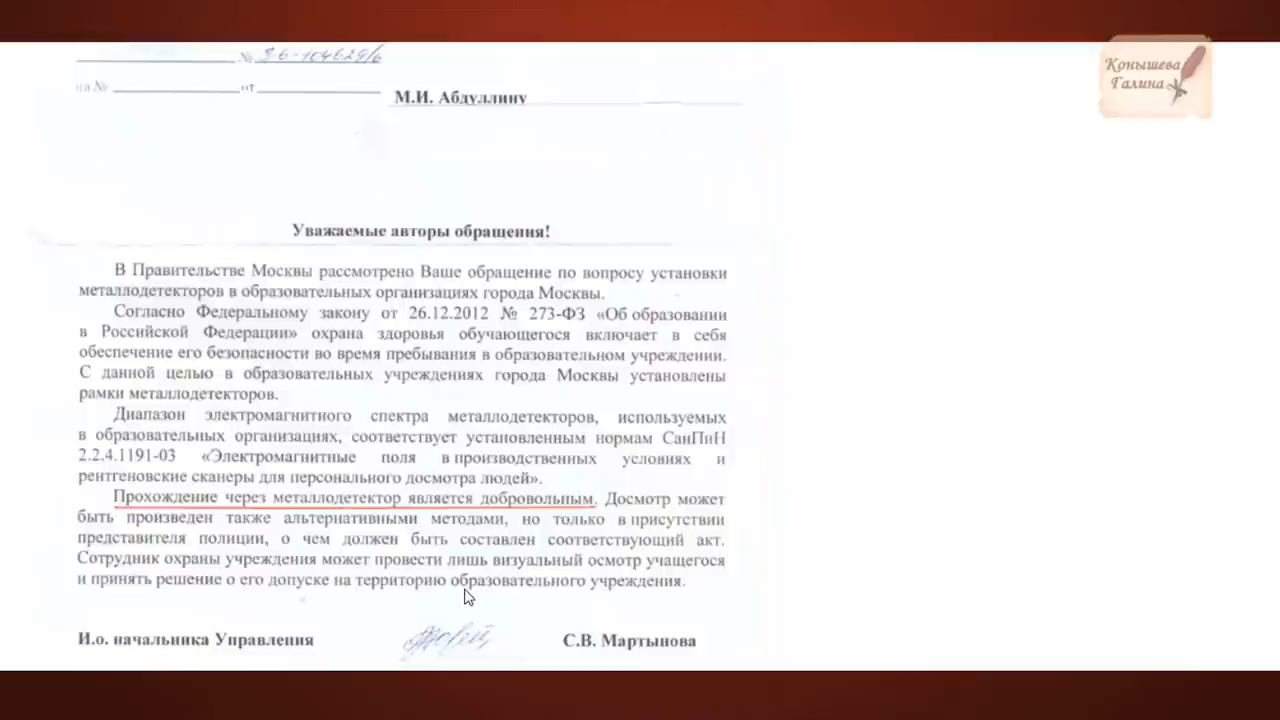 № 36-104629/6
на № от
М.И. Абдуллину
Конышева
Галина
Уважаемые авторы обращения!
В Правительстве Москвы рассмотрено Ваше обращение по вопросу установки
металлодетекторов в образовательных организациях города Москвы.
Согласно Федеральному закону от 26.12.2012 № 273-ФЗ «Об образовании
в Российской Федерации» охрана здоровья обучающегося включает в себя
обеспечение его безопасности во время пребывания в образовательном учреждении.
С данной целью в образовательных учреждениях города Москвы установлены
рамки металлодетекторов.
Диапазон электромагнитного спектра металлодетекторов, используемых
в образовательных организациях, соответствует установленным нормам СанПиН
2.2.4.1191-03 «Электромагнитные поля в производственных условиях и
рентгеновские сканеры для персонального досмотра людей».
Прохождение через металлодетектор является добровольным. Досмотр может
быть произведен также альтернативными методами, но только в присутствии
представителя полиции, о чем должен быть составлен соответствующий акт.
Сотрудник охраны учреждения может провести лишь визуальный осмотр учащегося
и принять решение о его допуске на территорию образовательного учреждения.
И.о. начальника Управления
С.В. Мартынова